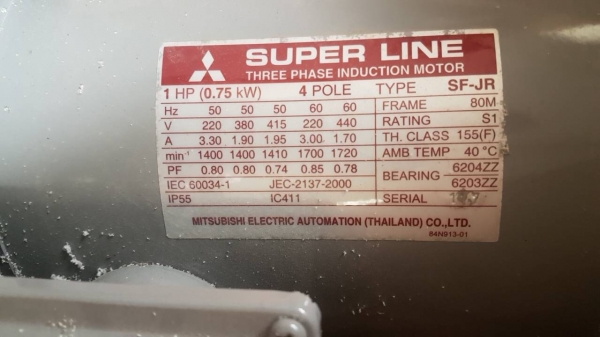 SUPER LINE
THREE PHASE INDUCTION MOTOR
1 HP (0.75 kW) 4 POLE TYPE SF-JR
Hz 50 50 50 60 60 FRAME 80M
V 220 380 415 220 440 RATING S1
A 3.30 1.90 1.95 3.00 1.70 TH. CLASS 155(F)
min-1 1400 1400 1410 1700 1720 AMB TEMP 40 °C
PF 0.80 0.80 0.74 0.85 0.78 BEARING 6204ZZ
6203ZZ
IEC 60034-1 JEC-2137-2000
IP55 IC411 SERIAL
MITSUBISHI ELECTRIC AUTOMATION (THAILAND) CO.,LTD.
84N913-01